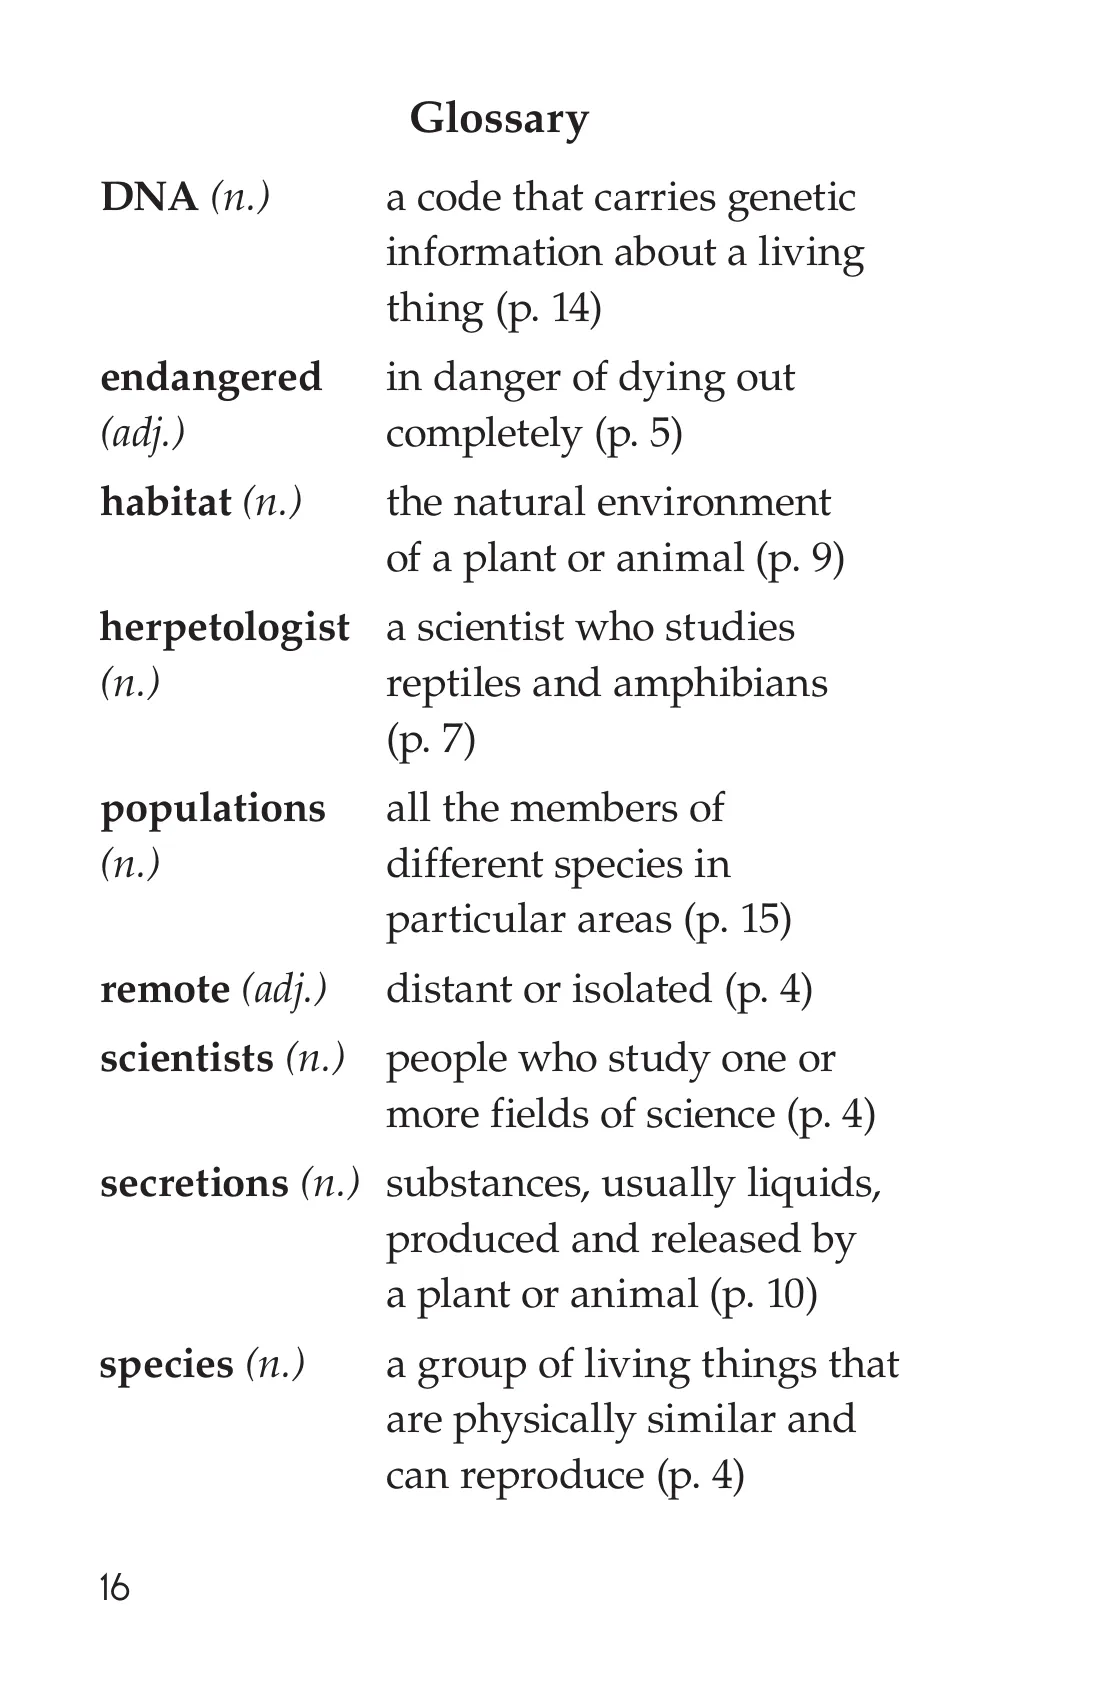 Glossary
DNA (n.) a code that carries genetic
information about a living
thing (p. 14)
endangered in danger of dying out
(adj.) completely (p. 5)
habitat (n.) the natural environment
of a plant or animal (p. 9)
herpetologist a scientist who studies
(n.) reptiles and amphibians
(p. 7)
populations all the members of
(n.) different species in
particular areas (p. 15)
remote (adj.) distant or isolated (p. 4)
scientists (n.) people who study one or
more fields of science (p. 4)
secretions (n.) substances, usually liquids,
produced and released by
a plant or animal (p. 10)
species (n.) a group of living things that
are physically similar and
can reproduce (p. 4)
16